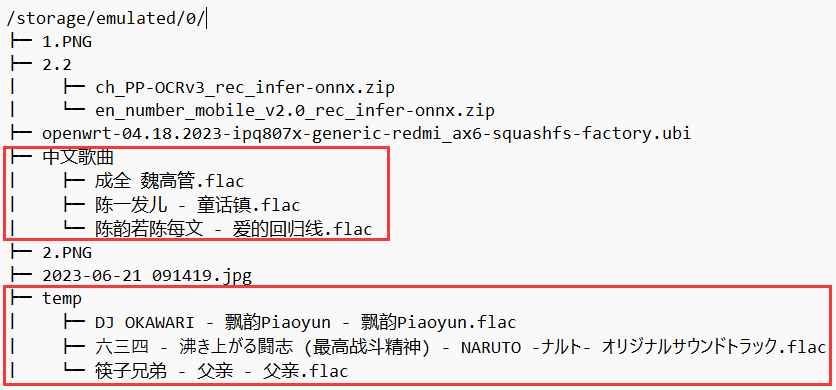 /storage/emulated/0/
├── 1.PNG
├── 2.2
│   ├── ch_PP-OCRv3_rec_infer-onnx.zip
│   └── en_number_mobile_v2.0_rec_infer-onnx.zip
├── openwrt-04.18.2023-ipq807x-generic-redmi_ax6-squashfs-factory.ubi
├── 中文歌曲
│   ├── 成全 魏高管.flac
│   ├── 陈一发儿 - 童话镇.flac
│   └── 陈韵若陈每文 - 爱的回归线.flac
├── 2.PNG
├── 2023-06-21 091419.jpg
├── temp
│   ├── DJ OKAWARI - 飘韵Piaoyun - 飘韵Piaoyun.flac
│   ├── 六三四 - 沸き上がる闘志 (最高战斗精神) - NARUTO -ナルト- オリジナルサウンドトラック.flac
│   └── 筷子兄弟 - 父亲 - 父亲.flac